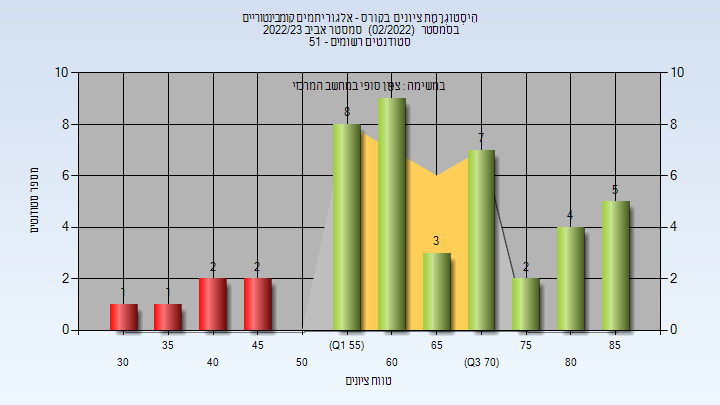 היסטוגרמת ציונים בקורס - אלגוריתמים קומבינטוריים
בסמסטר (02/2022) סמסטר אביב 2022/23
סטודנטים רשומים - 51
במשימה : ציון סופי במחשב המרכזי
מספר סטודנטים
10 10
8 8
6 6
4 4
2 2
0 0
1 1 2 2 8 9 3 7 2 4 5
35 45 (Q1 55) 65 75 85
30 40 50 60 (Q3 70) 80
טווח ציונים